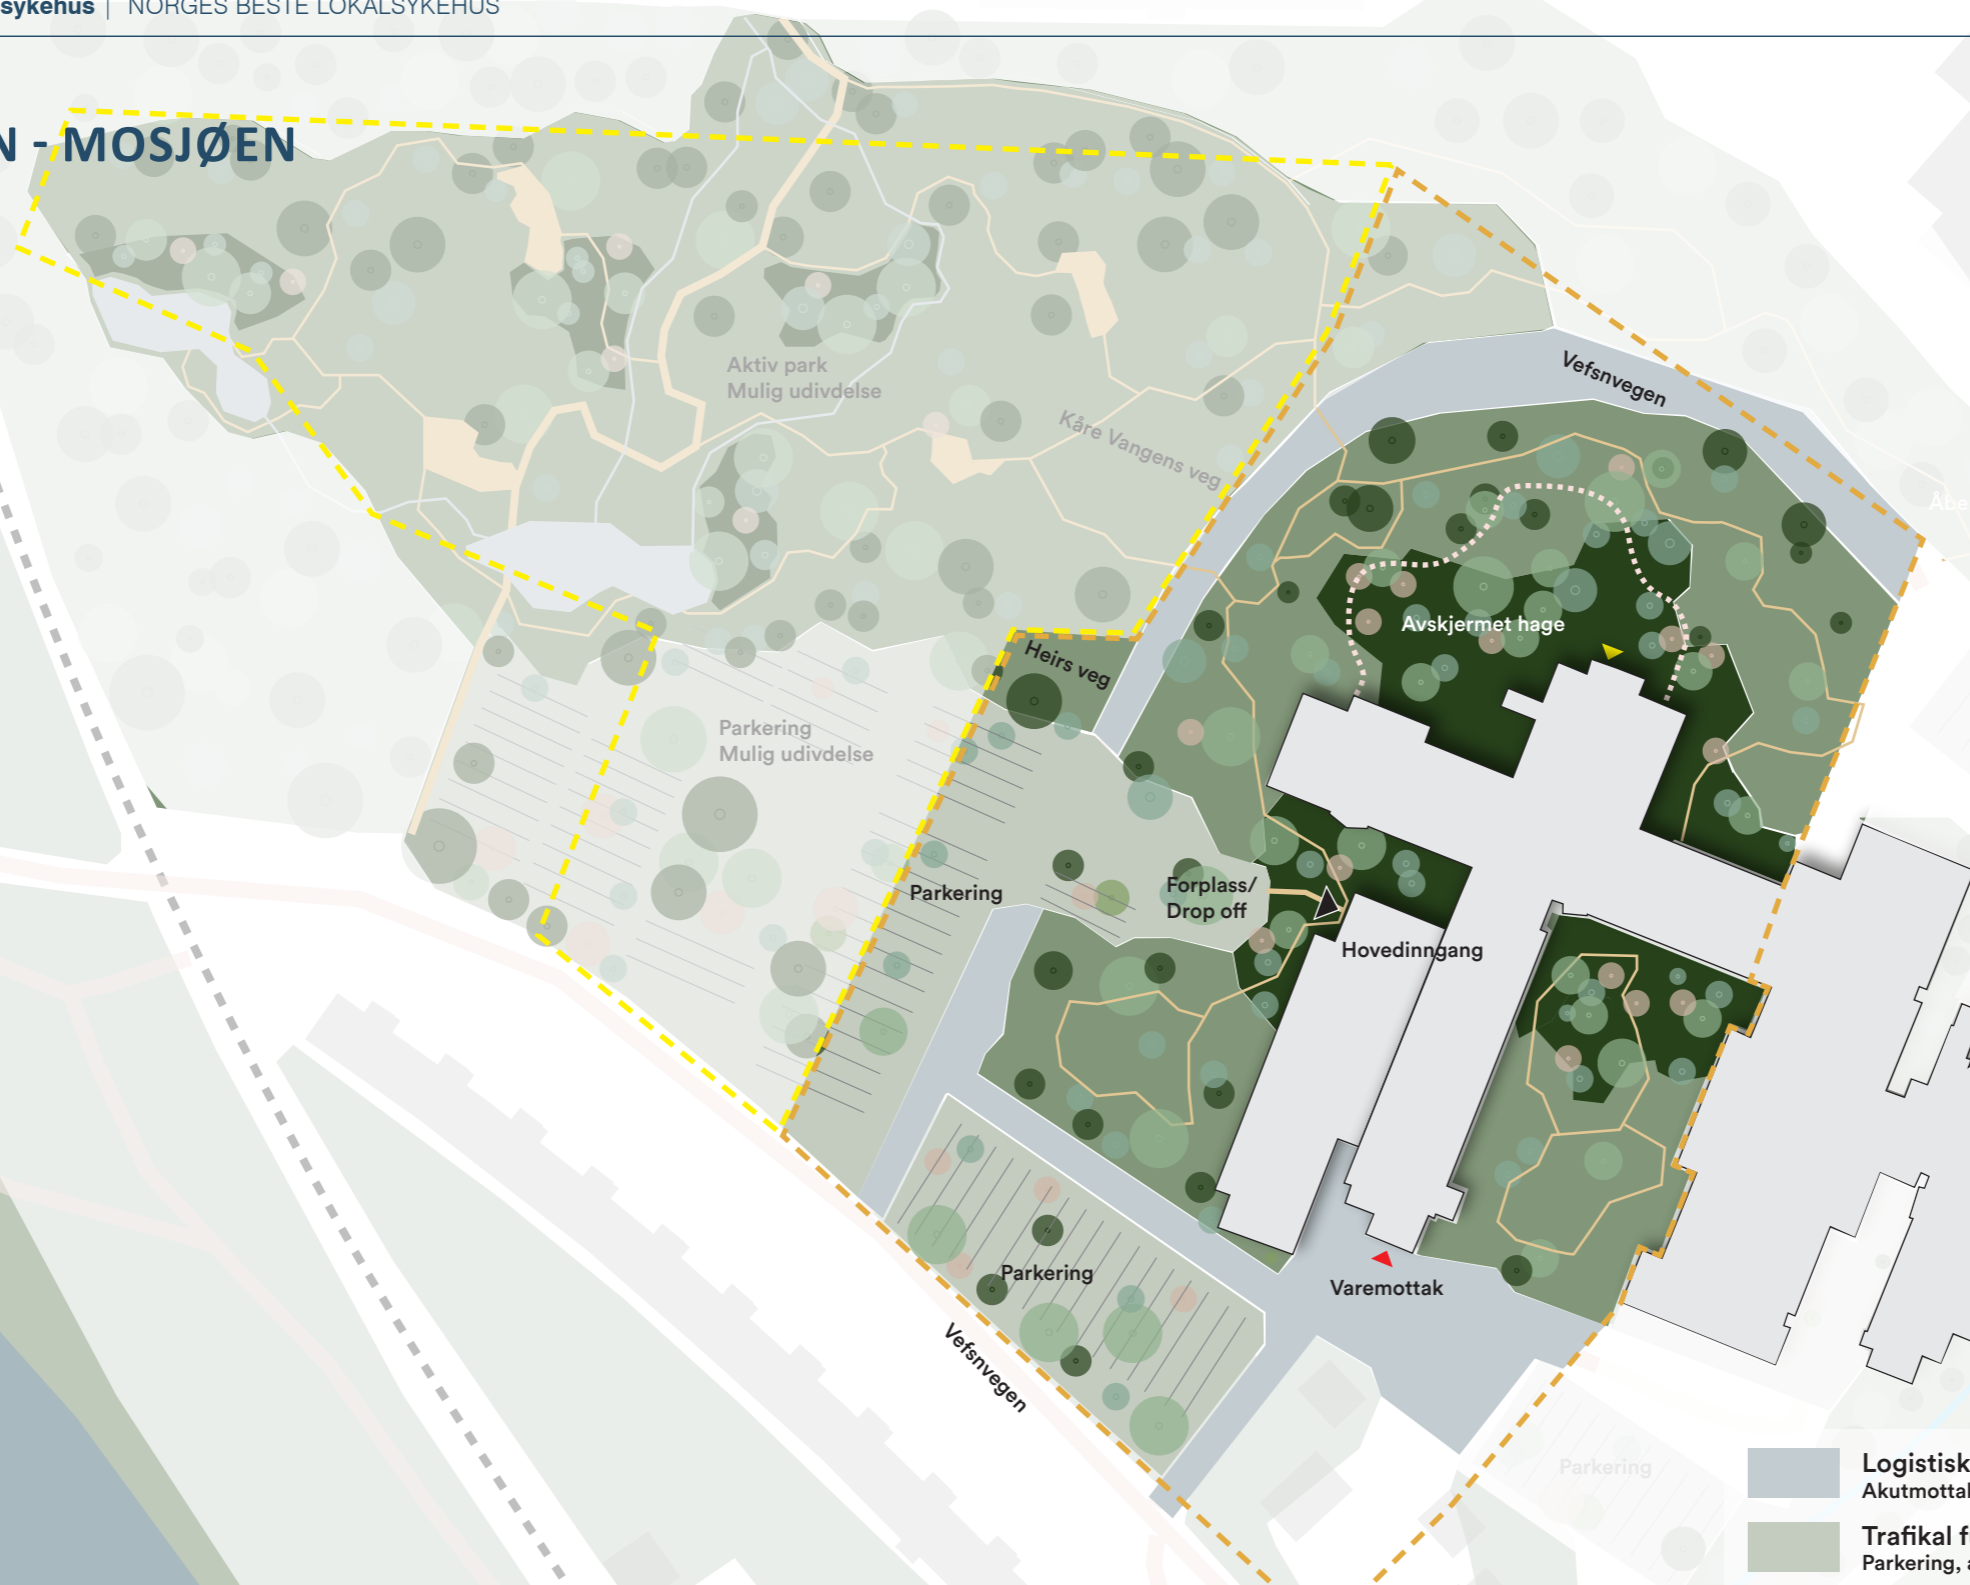 sykehus | NORGES BESTE LOKALSYKEHUS
N - MOSJØEN
Aktiv park
Mulig udivdelse
Vefsnvegen
Kåre Vangens veg
Åbe
Avskjermet hage
Heirs veg
Parkering
Mulig udivdelse
Parkering
Forplass/
Drop off
Hovedinngang
Parkering
Varemottak
Vefsnvegen
Parkering
Logistisk
Akutmottak
Trafikal f
Parkering, a